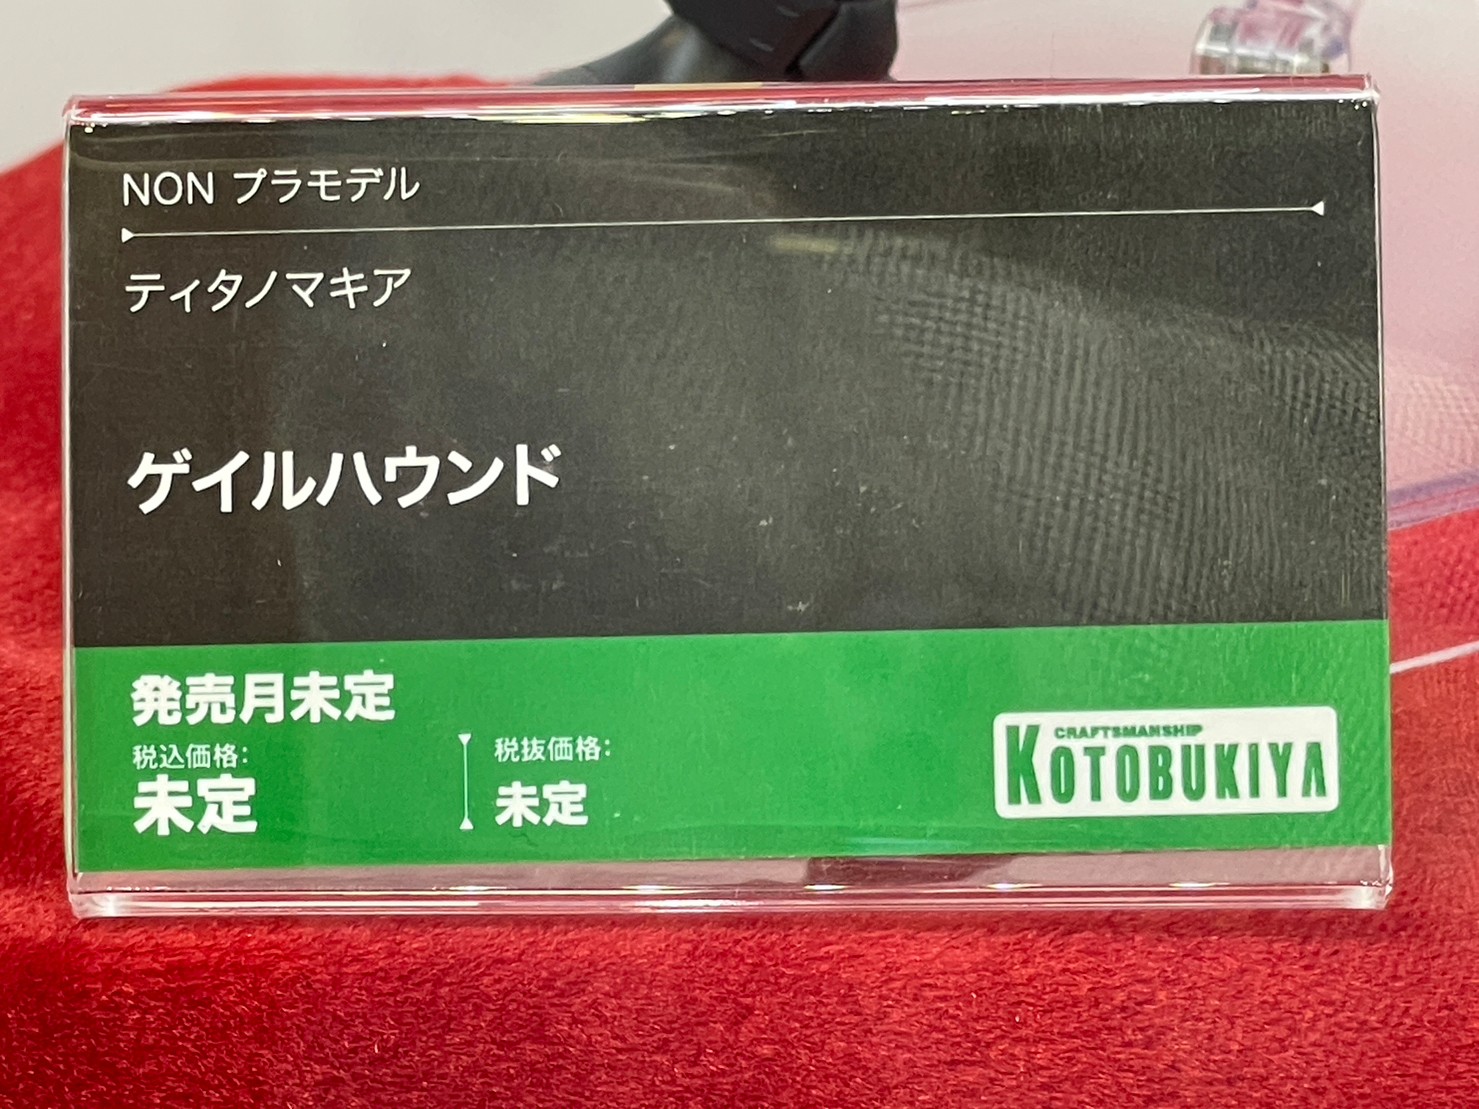 NON プラモデル
ティタノマキア
ゲイルハウンド
発売月未定
税込価格:
未定
税抜価格:
未定
CRAFTSMANSHIP
KOTOBUKIYA